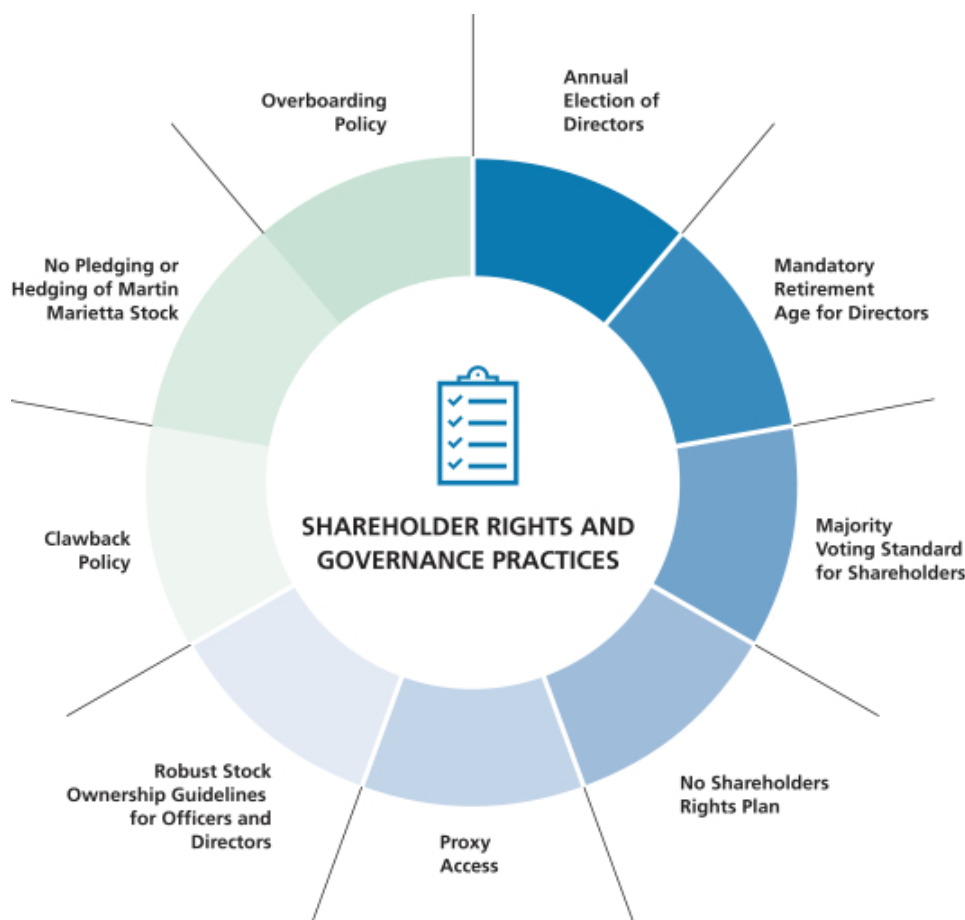 Annual
Election of
Directors
Mandatory
Retirement
Age for Directors
Majority
Voting Standard
for Shareholders
No Shareholders
Rights Plan
Proxy
Access
Robust Stock
Ownership Guidelines
for Officers and
Directors
Clawback
Policy
No Pledging or
Hedging of Martin
Marietta Stock
Overboarding
Policy
SHAREHOLDER RIGHTS AND
GOVERNANCE PRACTICES